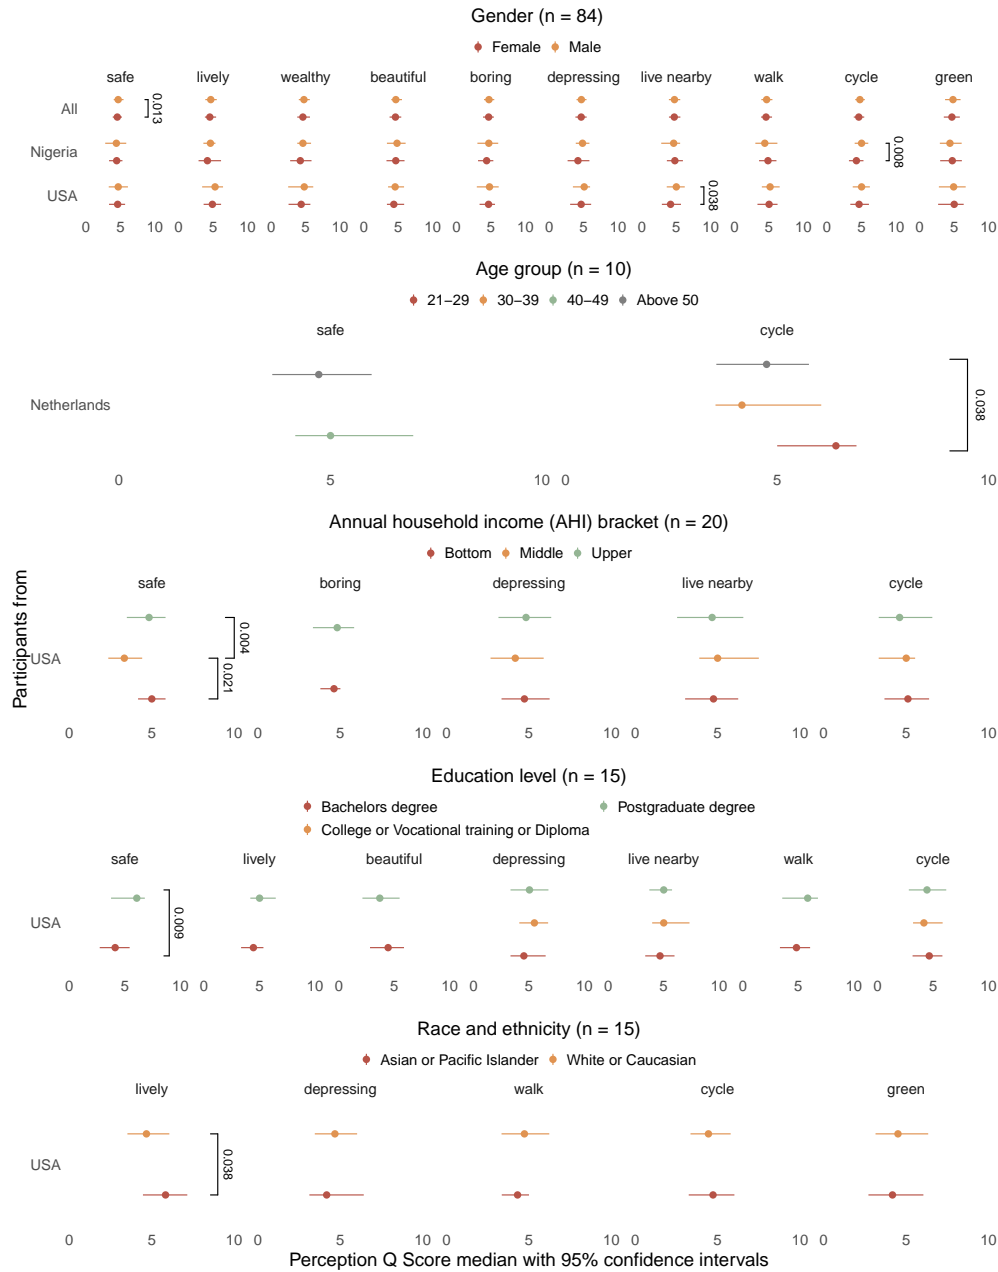 Gender (n = 84)
Female Male
safe lively wealthy beautiful boring depressing live nearby walk cycle green
All
0.013
Nigeria
0.008
USA
0.038
0 5 10 0 5 10 0 5 10 0 5 10 0 5 10 0 5 10 0 5 10 0 5 10 0 5 10 0 5 10
Age group (n = 10)
21−29 30−39 40−49 Above 50
safe cycle
Netherlands
0.038
0 5 10 0 5 10
Annual household income (AHI) bracket (n = 20)
Bottom Middle Upper
safe boring depressing live nearby cycle
0.004
USA
0.021
0 5 10 0 5 10 0 5 10 0 5 10 0 5 10
Participants from
Education level (n = 15)
Bachelors degree Postgraduate degree
College or Vocational training or Diploma
safe lively beautiful depressing live nearby walk cycle
USA
0.009
0 5 10 0 5 10 0 5 10 0 5 10 0 5 10 0 5 10 0 5 10
Race and ethnicity (n = 15)
Asian or Pacific Islander White or Caucasian
lively depressing walk cycle green
USA
0.038
0 5 10 0 5 10 0 5 10 0 5 10 0 5 10
Perception Q Score median with 95% confidence intervals